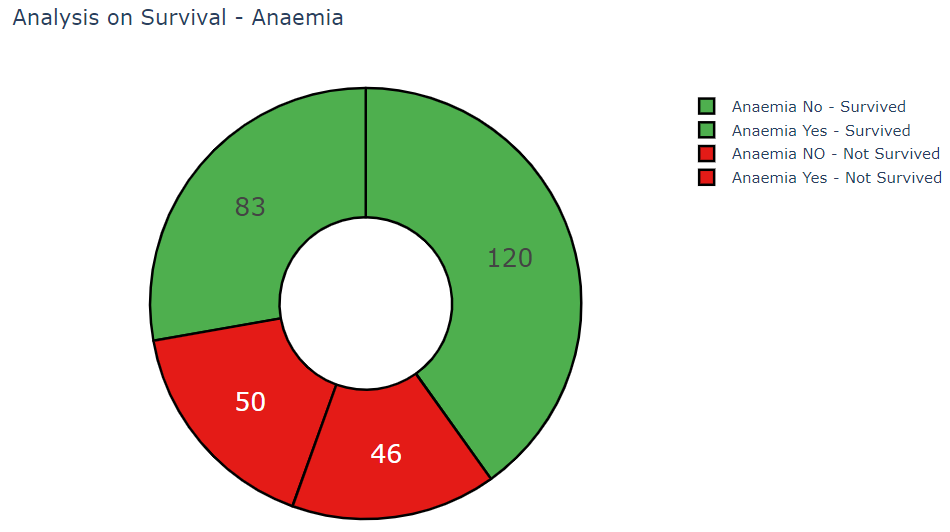 Analysis on Survival - Anaemia
Anaemia No - Survived
Anaemia Yes - Survived
Anaemia NO - Not Survived
Anaemia Yes - Not Survived
83
120
50
46